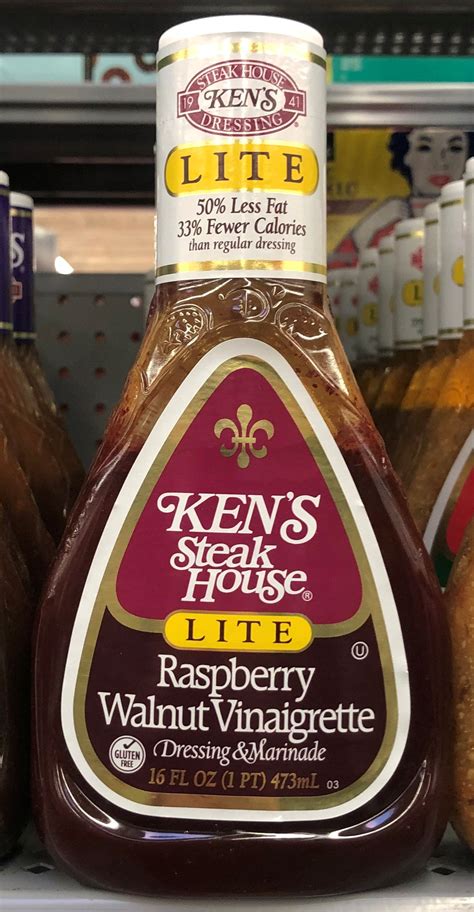 STEAK HOUSE
19 KEN'S 41
DRESSING®
LITE
50% Less Fat
33% Fewer Calories
than regular dressing
KEN'S
Steak
House®
LITE
U
Raspberry
Walnut Vinaigrette
GLUTEN FREE
Dressing & Marinade
16 FL OZ (1 PT) 473mL 03